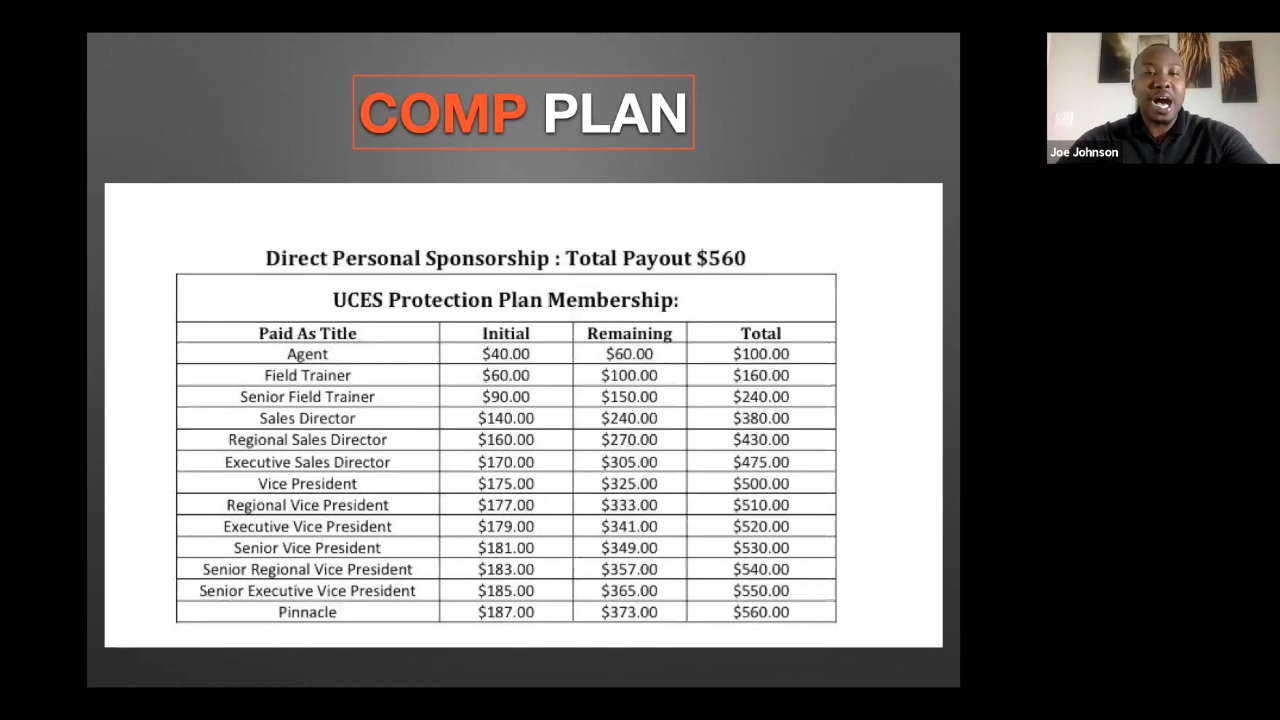 COMP PLAN
Joe Johnson
Direct Personal Sponsorship : Total Payout $560
UCES Protection Plan Membership:
Paid As Title Initial Remaining Total
Agent $40.00 $60.00 $100.00
Field Trainer $60.00 $100.00 $160.00
Senior Field Trainer $90.00 $150.00 $240.00
Sales Director $140.00 $240.00 $380.00
Regional Sales Director $160.00 $270.00 $430.00
Executive Sales Director $170.00 $305.00 $475.00
Vice President $175.00 $325.00 $500.00
Regional Vice President $177.00 $333.00 $510.00
Executive Vice President $179.00 $341.00 $520.00
Senior Vice President $181.00 $349.00 $530.00
Senior Regional Vice President $183.00 $357.00 $540.00
Senior Executive Vice President $185.00 $365.00 $550.00
Pinnacle $187.00 $373.00 $560.00